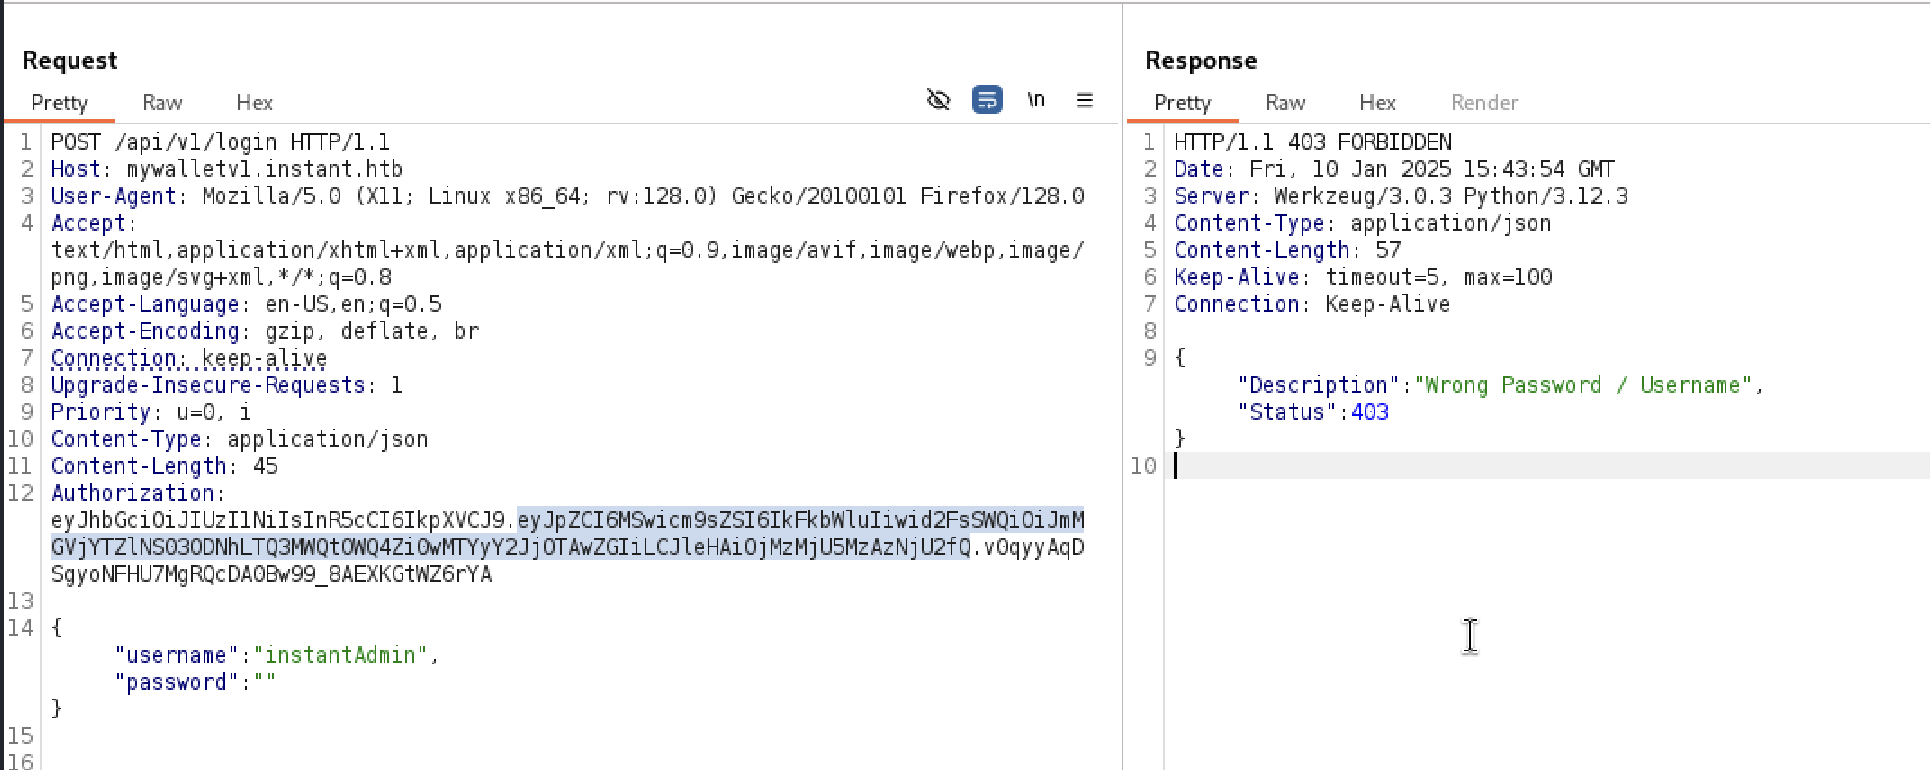 Request
Pretty Raw Hex
\n
1 POST /api/v1/login HTTP/1.1
2 Host: mywalletv1.instant.htb
3 User-Agent: Mozilla/5.0 (X11; Linux x86_64; rv:128.0) Gecko/20100101 Firefox/128.0
4 Accept:
text/html,application/xhtml+xml,application/xml;q=0.9,image/avif,image/webp,image/
png,image/svg+xml,*/*;q=0.8
5 Accept-Language: en-US,en;q=0.5
6 Accept-Encoding: gzip, deflate, br
7 Connection: keep-alive
8 Upgrade-Insecure-Requests: 1
9 Priority: u=0, i
10 Content-Type: application/json
11 Content-Length: 45
12 Authorization:
eyJhbGciOiJIUzI1NiIsInR5cCI6IkpXVCJ9.eyJpZCI6MSwicm9sZSI6IkFkbWluIiwid2FsSWQiOiJmM
GVjYTZlNS03ODNhLTQ3MWQtOWQ4Zi0wMTYyY2JjOTAwZGIiLCJleHAiOjMzMjU5MzAzNjU2fQ.v0qyyAqD
SgyoNFHU7MgRQcDA0Bw99_8AEXKGtWZ6rYA
13
14 {
"username":"instantAdmin",
"password":""
}
15
16
Response
Pretty Raw Hex Render
1 HTTP/1.1 403 FORBIDDEN
2 Date: Fri, 10 Jan 2025 15:43:54 GMT
3 Server: Werkzeug/3.0.3 Python/3.12.3
4 Content-Type: application/json
5 Content-Length: 57
6 Keep-Alive: timeout=5, max=100
7 Connection: Keep-Alive
8
9 {
"Description":"Wrong Password / Username",
"Status":403
}
10